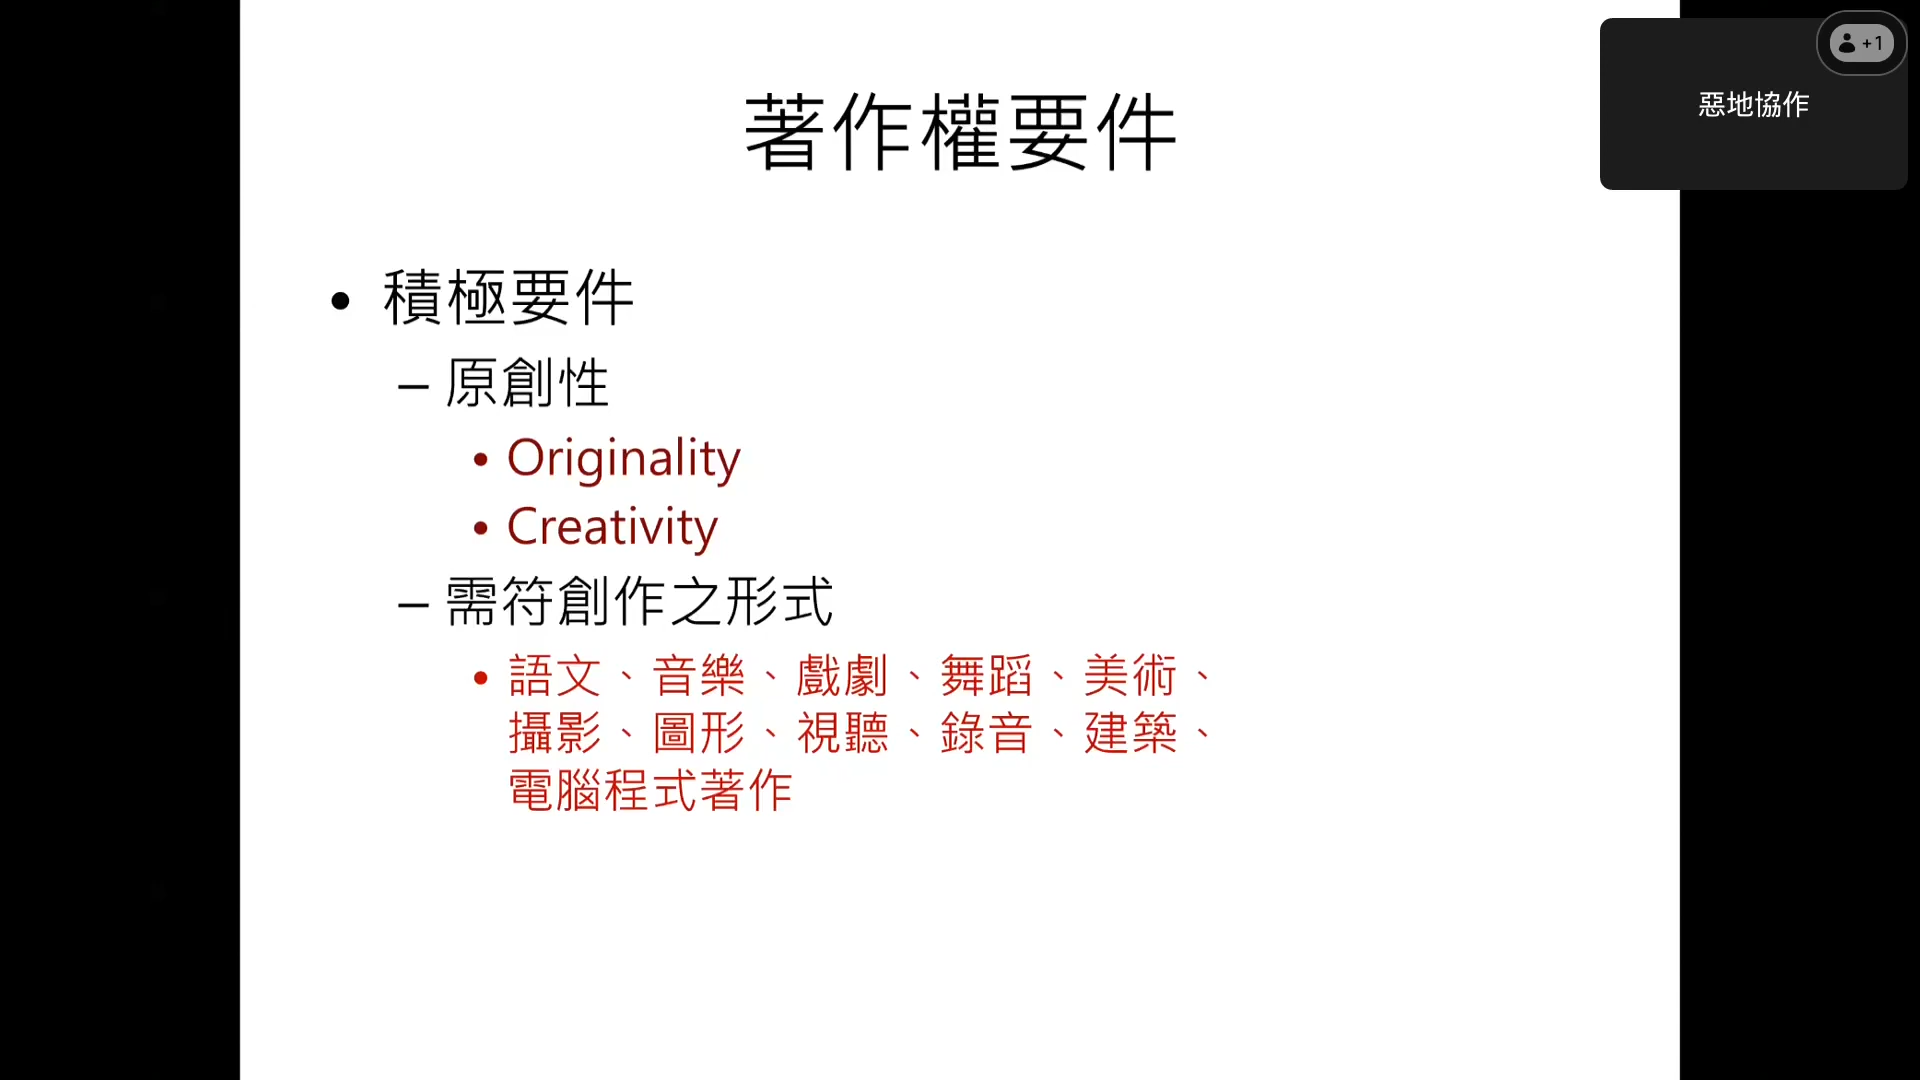 著作權要件
+1
惡地協作
• 積極要件
– 原創性
• Originality
• Creativity
– 需符創作之形式
• 語文、音樂、戲劇、舞蹈、美術、
攝影、圖形、視聽、錄音、建築、
電腦程式著作